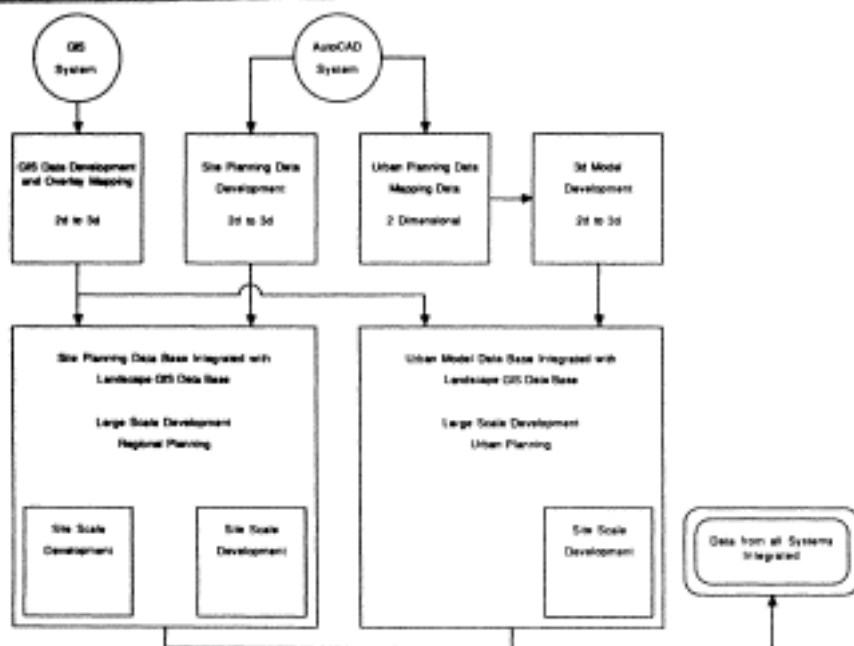 GIS
System
AutoCAD
System
GIS Data Development
and Overlay Mapping
2d to 3d
Site Planning Data
Development
2d to 3d
Urban Planning Data
Mapping Data
2 Dimensional
3d Model
Development
2d to 3d
Site Planning Data Base Integrated with
Landscape GIS Data Base
Large Scale Development
Regional Planning
Site Scale
Development
Site Scale
Development
Urban Model Data Base Integrated with
Landscape GIS Data Base
Large Scale Development
Urban Planning
Site Scale
Development
Data from all Systems
Integrated